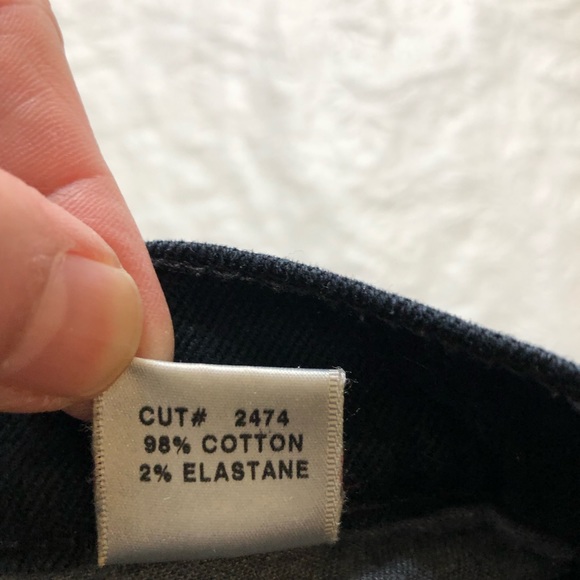 CUT# 2474
98% COTTON
2% ELASTANE